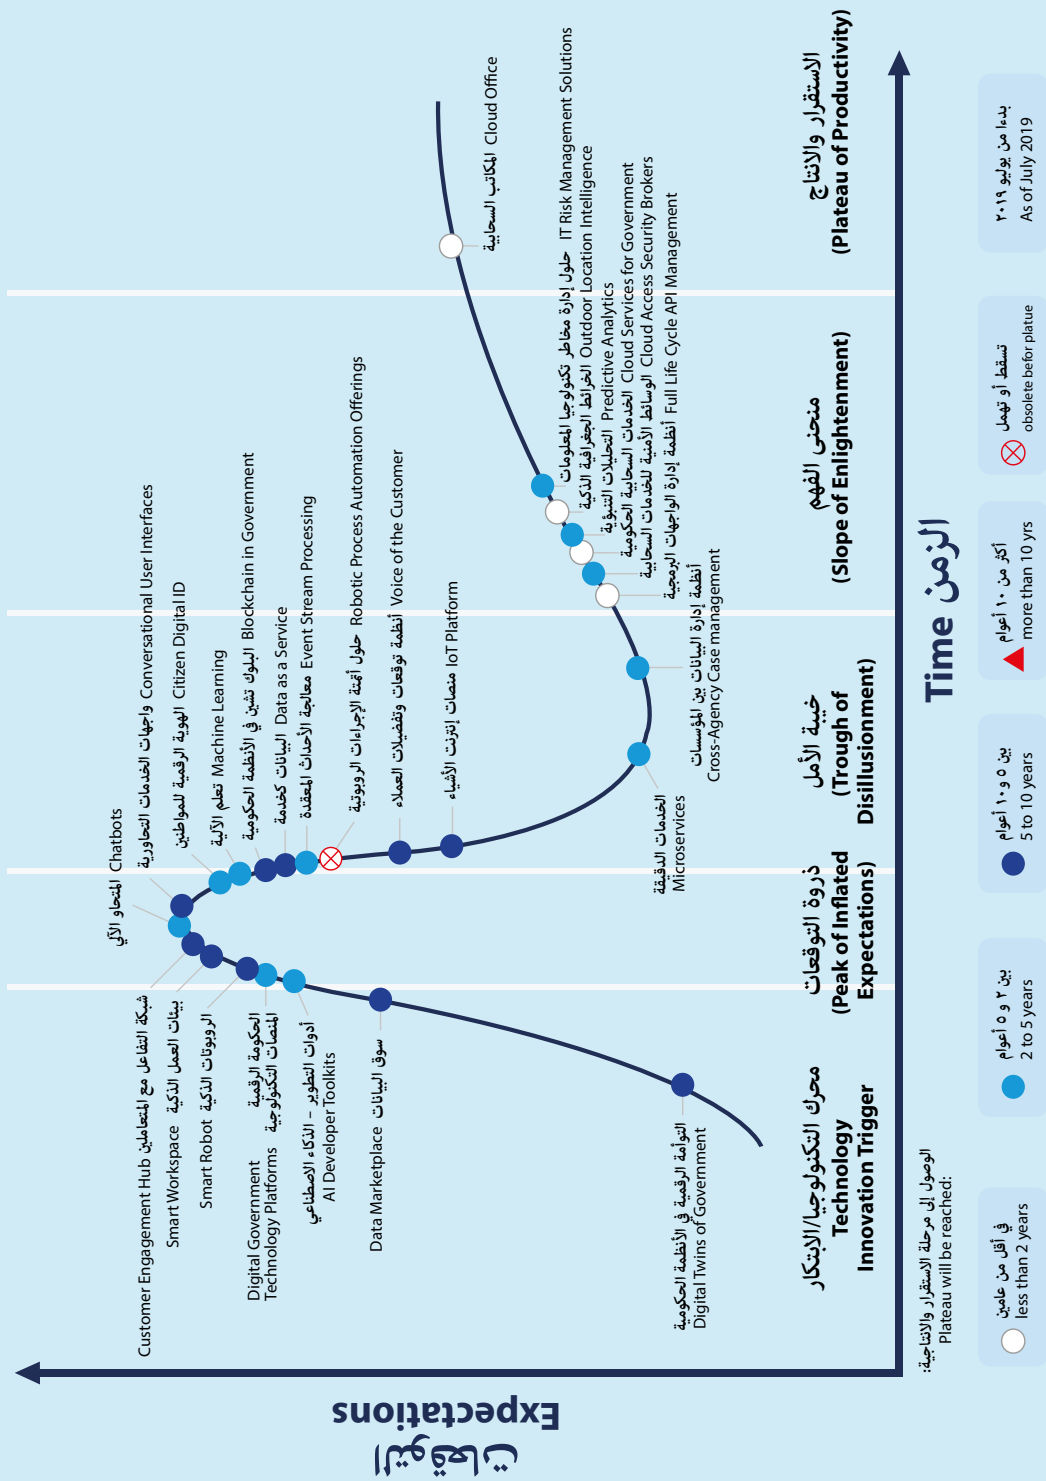 التوقعات
Expectations
المتحاو الآلي Chatbots
شبكة التفاعل مع المتعاملين Customer Engagement Hub
بيئات العمل الذكية Smart Workspace
الروبوتات الذكية Smart Robot
الحكومة الرقمية
المنصات التكنولوجية
Digital Government
Technology Platforms
أدوات التطوير – الذكاء الاصطناعي
AI Developer Toolkits
سوق البيانات Data Marketplace
التوأمة الرقمية في الأنظمة الحكومية
Digital Twins of Government
واجهات الخدمات التحاورية Conversational User Interfaces
الهوية الرقمية للمواطنين Citizen Digital ID
تعلم الآلية Machine Learning
البلوك تشين في الأنظمة الحكومية Blockchain in Government
البيانات كخدمة Data as a Service
معالجة الأحداث المعقدة Event Stream Processing
حلول أتمتة الإجراءات الروبوتية Robotic Process Automation Offerings
أنظمة توقعات وتفضيلات العملاء Voice of the Customer
منصات إنترنت الأشياء IoT Platform
الخدمات الدقيقة
Microservices
أنظمة إدارة البيانات بين المؤسسات
Cross-Agency Case management
حلول إدارة مخاطر تكنولوجيا المعلومات IT Risk Management Solutions
الخرائط الجغرافية الذكية Outdoor Location Intelligence
التحليلات التنبؤية Predictive Analytics
الخدمات السحابية الحكومية Cloud Services for Government
الوسائط الأمنية للخدمات السحابية Cloud Access Security Brokers
أنظمة إدارة الواجهات البرمجية Full Life Cycle API Management
المكاتب السحابية Cloud Office
محرك التكنولوجيا/الابتكار
Technology
Innovation Trigger
ذروة التوقعات
(Peak of Inflated
Expectations)
خيبة الأمل
(Trough of
Disillusionment)
منحنى الفهم
(Slope of Enlightenment)
الاستقرار والانتاج
(Plateau of Productivity)
الزمن Time
الوصول إلى مرحلة الاستقرار والانتاجية:
Plateau will be reached:
في أقل من عامين
less than 2 years
بين ٢ و ٥ أعوام
2 to 5 years
بين ٥ و ١٠ أعوام
5 to 10 years
أكثر من ١٠ أعوام
more than 10 yrs
تسقط أو تهمل
obsolete befor platue
بدءا من يوليو ٢٠١٩
As of July 2019